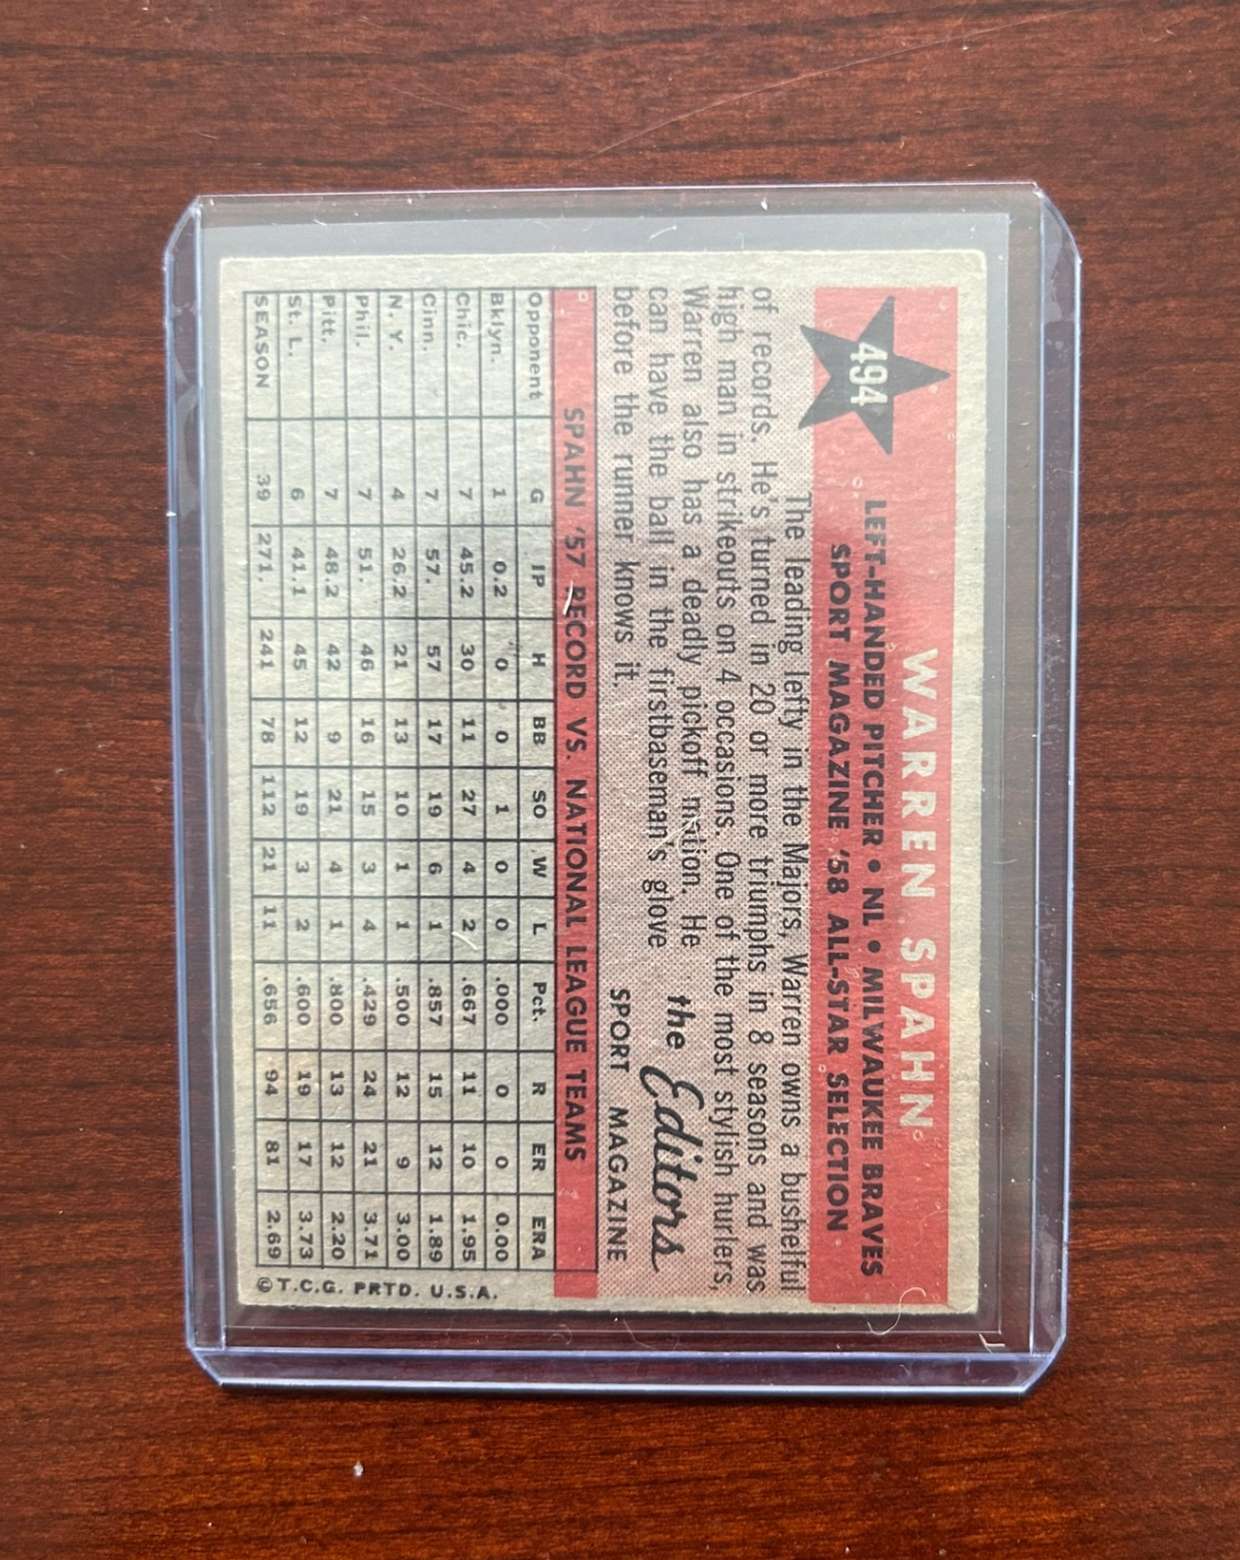 494
WARREN SPAHN
LEFT-HANDED PITCHER • NL • MILWAUKEE BRAVES
SPORT MAGAZINE '58 ALL-STAR SELECTION
The leading lefty in the Majors, Warren owns a bushelful
of records. He's turned in 20 or more triumphs in 8 seasons and was
high man in strikeouts on 4 occasions. One of the most stylish hurlers,
Warren also has a deadly pickoff motion. He
can have the ball in the firstbaseman's glove
before the runner knows it.
the Editors
SPORT MAGAZINE
SPAHN '57 RECORD VS. NATIONAL LEAGUE TEAMS
Opponent G IP H BB SO W L Pct. R ER ERA
Bklyn. 1 0.2 0 0 1 0 0 .000 0 0 0.00
Chic. 7 45.2 30 11 27 4 2 .667 11 10 1.95
Cinn. 7 57. 57 17 19 6 1 .857 15 12 1.89
N. Y. 4 26.2 21 13 10 1 1 .500 12 9 3.00
Phil. 7 51. 46 16 15 3 4 .429 24 21 3.71
Pitt. 7 48.2 42 9 21 4 1 .800 13 12 2.20
St. L. 6 41.1 45 12 19 3 2 .600 19 17 3.73
SEASON 39 271. 241 78 112 21 11 .656 94 81 2.69
©T.C.G. PRTD. U.S.A.